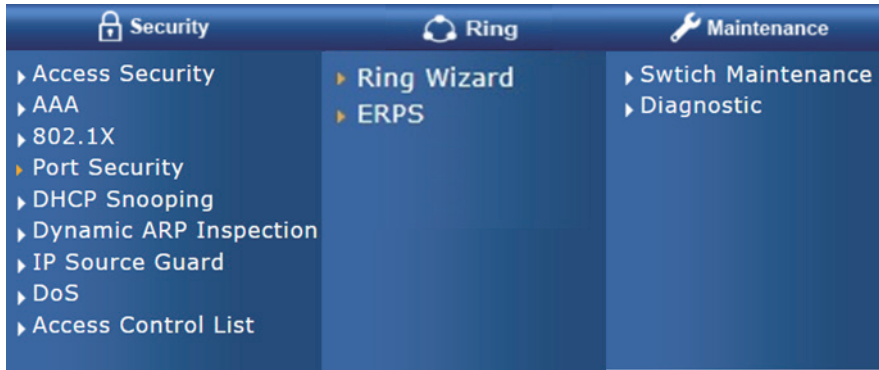 Security
Access Security
AAA
802.1X
Port Security
DHCP Snooping
Dynamic ARP Inspection
IP Source Guard
DoS
Access Control List
Ring
Ring Wizard
ERPS
Maintenance
Swtich Maintenance
Diagnostic